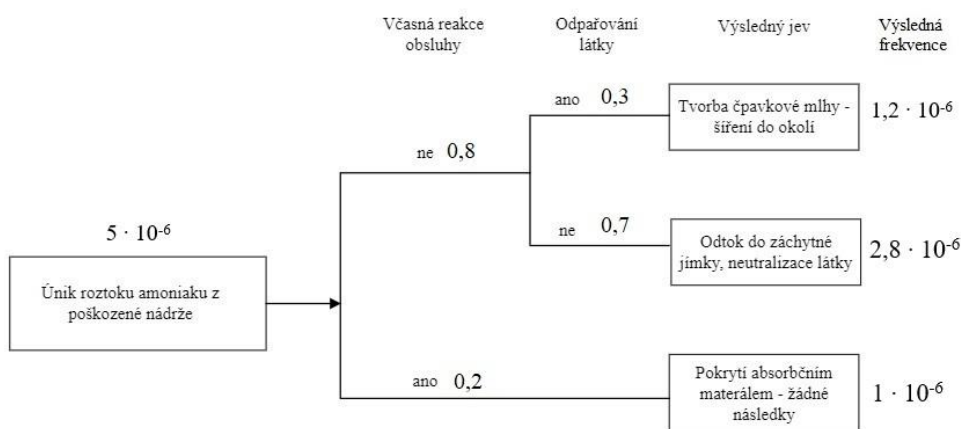 Včasná reakce
obsluhy
Odpařování
látky
Výsledný jev
Výsledná
frekvence
ano 0,3
Tvorba čpavkové mlhy -
šíření do okolí
1,2 · 10⁻⁶
ne 0,8
5 · 10⁻⁶
ne 0,7
Odtok do záchytné
jímky, neutralizace látky
2,8 · 10⁻⁶
Únik roztoku amoniaku z
poškozené nádrže
ano 0,2
Pokrytí absorbčním
materálem - žádné
následky
1 · 10⁻⁶